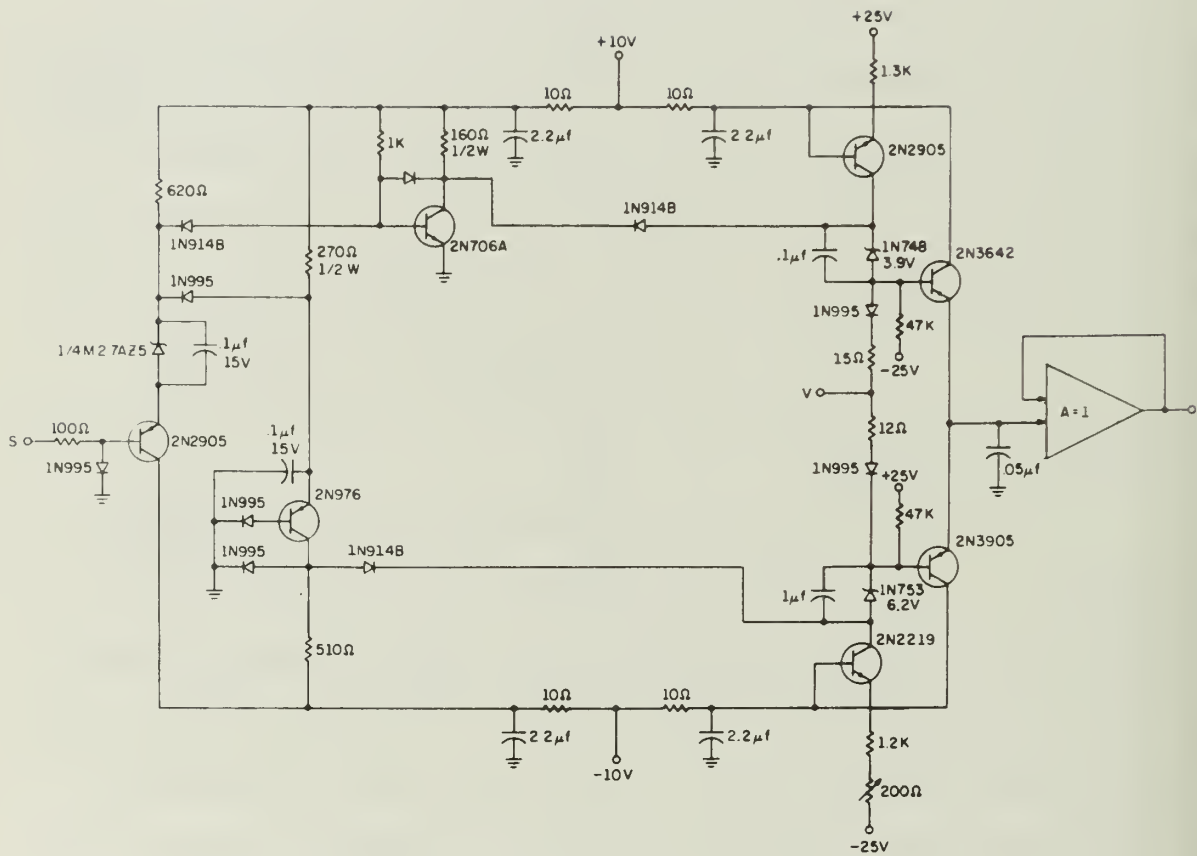 +25V
+10V
1.3K
10Ω
10Ω
2.2μf
2.2μf
1K
160Ω
1/2W
2N2905
620Ω
1N914B
1N914B
2N706A
270Ω
1/2 W
.1μf
1N748
3.9V
2N3642
1N995
1N995
47K
-25V
15Ω
1/4M 2 7AZ5
.1μf
15V
V
A=1
100Ω
S
2N2905
12Ω
.05μf
1N995
1N995
.1μf
15V
+25V
2N976
1N995
47K
1N995
1N914B
2N3905
.1μf
1N753
6.2V
2N2219
510Ω
10Ω
10Ω
2 2μf
2.2μf
-10V
1.2K
200Ω
-25V